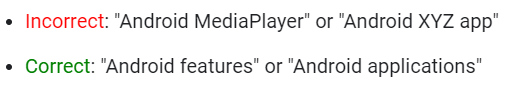 • Incorrect: "Android MediaPlayer" or "Android XYZ app"
• Correct: "Android features" or "Android applications"